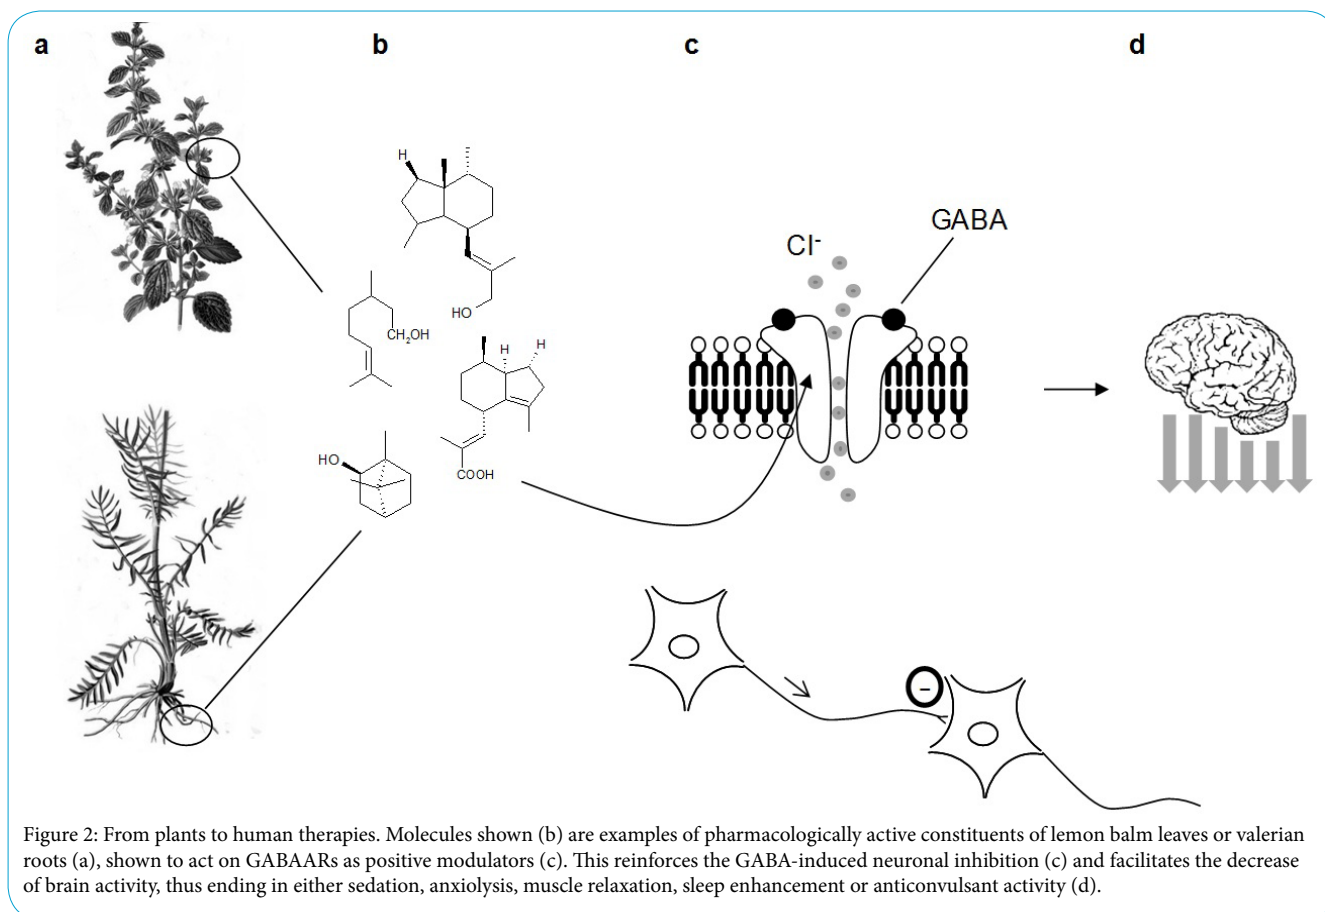 a
b
c
d
H
HO
CH2OH
H
H
COOH
HO
Cl-
GABA
–
Figure 2: From plants to human therapies. Molecules shown (b) are examples of pharmacologically active constituents of lemon balm leaves or valerian
roots (a), shown to act on GABAARs as positive modulators (c). This reinforces the GABA-induced neuronal inhibition (c) and facilitates the decrease
of brain activity, thus ending in either sedation, anxiolysis, muscle relaxation, sleep enhancement or anticonvulsant activity (d).